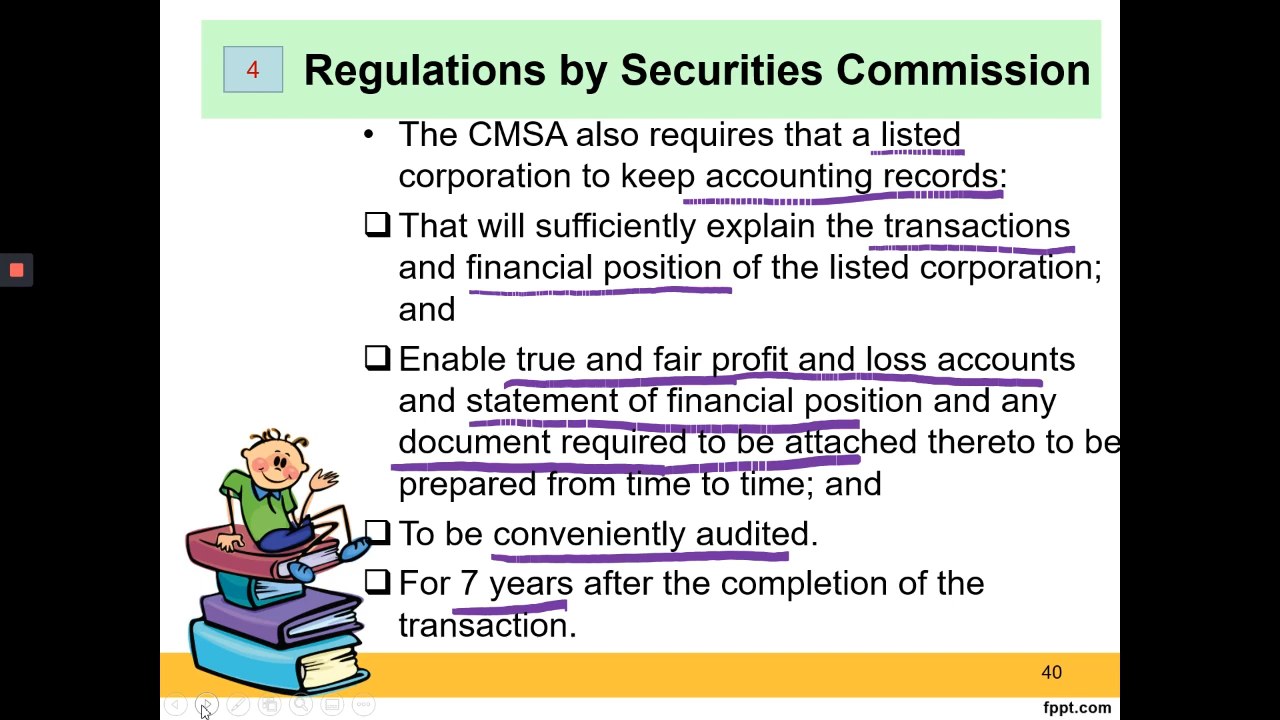 4
Regulations by Securities Commission
• The CMSA also requires that a listed
corporation to keep accounting records:
❑ That will sufficiently explain the transactions
and financial position of the listed corporation;
and
❑ Enable true and fair profit and loss accounts
and statement of financial position and any
document required to be attached thereto to be
prepared from time to time; and
❑ To be conveniently audited.
❑ For 7 years after the completion of the
transaction.
40
fppt.com